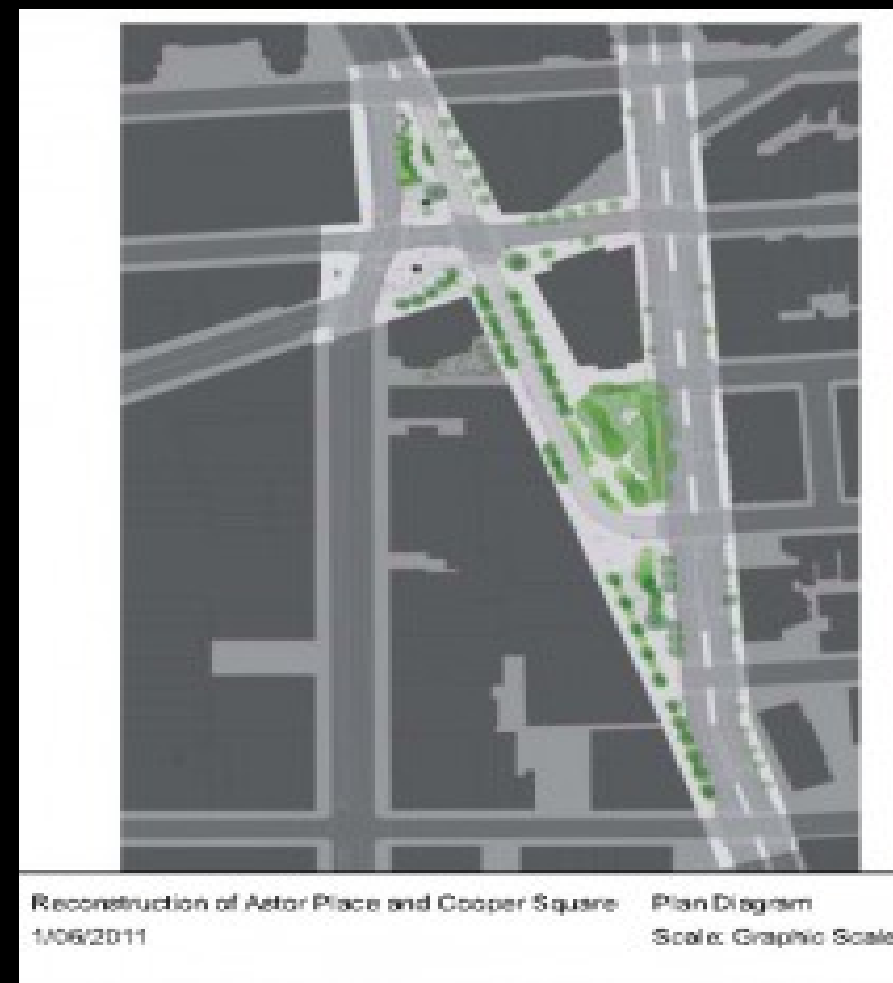 Reconstruction of Astor Place and Cooper Square
1/06/2011
Plan Diagram
Scale: Graphic Scale